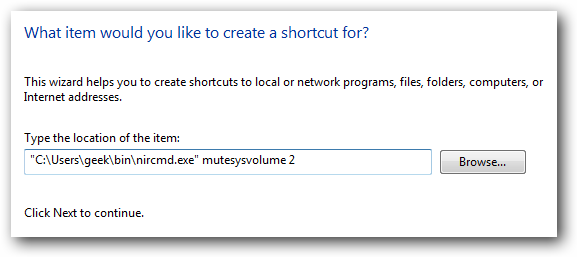 What item would you like to create a shortcut for?
This wizard helps you to create shortcuts to local or network programs, files, folders, computers, or
Internet addresses.
Type the location of the item:
"C:\Users\geek\bin\nircmd.exe" mutesysvolume 2
Browse...
Click Next to continue.